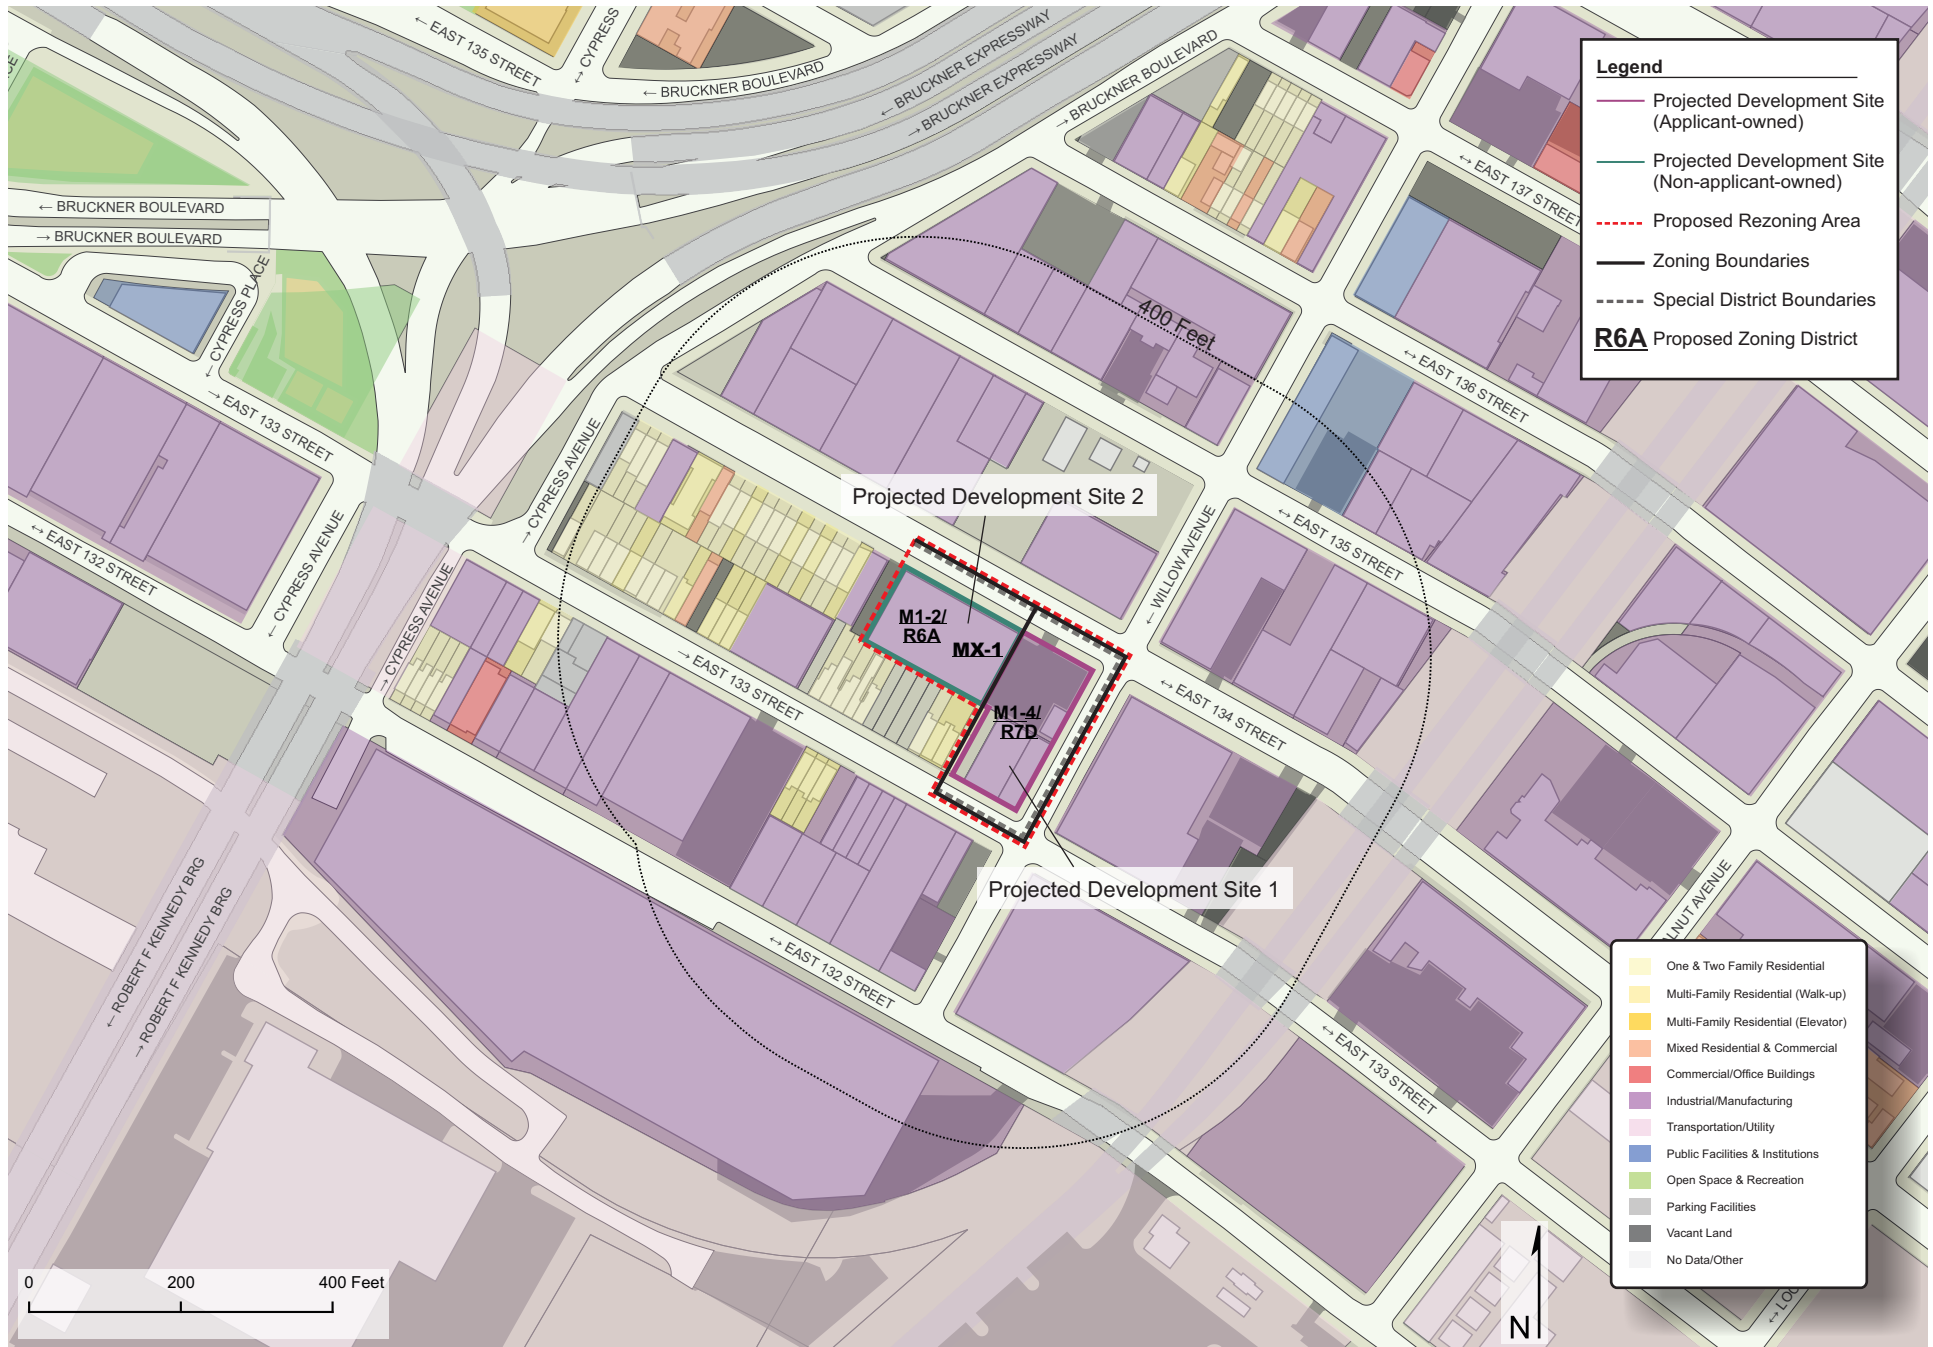 ← EAST 135 STREET
↔ CYPRESS
← BRUCKNER BOULEVARD
← BRUCKNER EXPRESSWAY
→ BRUCKNER EXPRESSWAY
→ BRUCKNER BOULEVARD
Legend
Projected Development Site
(Applicant-owned)
Projected Development Site
(Non-applicant-owned)
Proposed Rezoning Area
Zoning Boundaries
Special District Boundaries
R6A Proposed Zoning District
↔ EAST 137 STREET
← BRUCKNER BOULEVARD
→ BRUCKNER BOULEVARD
← CYPRESS PLACE
400 Feet
↔ EAST 136 STREET
→ EAST 133 STREET
→ CYPRESS AVENUE
Projected Development Site 2
↔ EAST 135 STREET
← WILLOW AVENUE
↔ EAST 132 STREET
← CYPRESS AVENUE
→ CYPRESS AVENUE
M1-2/
R6A
MX-1
→ EAST 133 STREET
M1-4/
R7D
↔ EAST 134 STREET
Projected Development Site 1
← ROBERT F KENNEDY BRG
→ ROBERT F KENNEDY BRG
↔ EAST 132 STREET
↔ EAST 133 STREET
ALNUT AVENUE
One & Two Family Residential
Multi-Family Residential (Walk-up)
Multi-Family Residential (Elevator)
Mixed Residential & Commercial
Commercial/Office Buildings
Industrial/Manufacturing
Transportation/Utility
Public Facilities & Institutions
Open Space & Recreation
Parking Facilities
Vacant Land
No Data/Other
↔ LOC
0 200 400 Feet
N